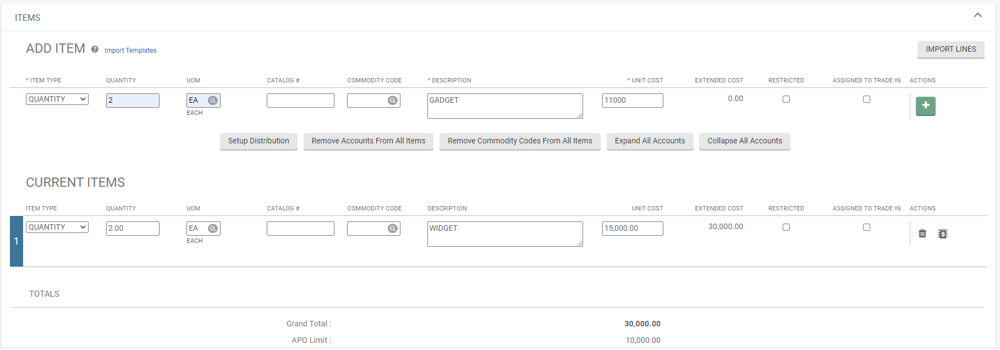 ITEMS
ADD ITEM ? Import Templates IMPORT LINES
* ITEM TYPE QUANTITY UOM CATALOG # COMMODITY CODE * DESCRIPTION * UNIT COST EXTENDED COST RESTRICTED ASSIGNED TO TRADE IN ACTIONS
QUANTITY 2 EA GADGET 11000 0.00
EACH
Setup Distribution Remove Accounts From All Items Remove Commodity Codes From All Items Expand All Accounts Collapse All Accounts
CURRENT ITEMS
ITEM TYPE QUANTITY UOM CATALOG # COMMODITY CODE DESCRIPTION UNIT COST EXTENDED COST RESTRICTED ASSIGNED TO TRADE IN ACTIONS
1 QUANTITY 2.00 EA WIDGET 15,000.00 30,000.00
EACH
TOTALS
Grand Total : 30,000.00
APO Limit : 10,000.00